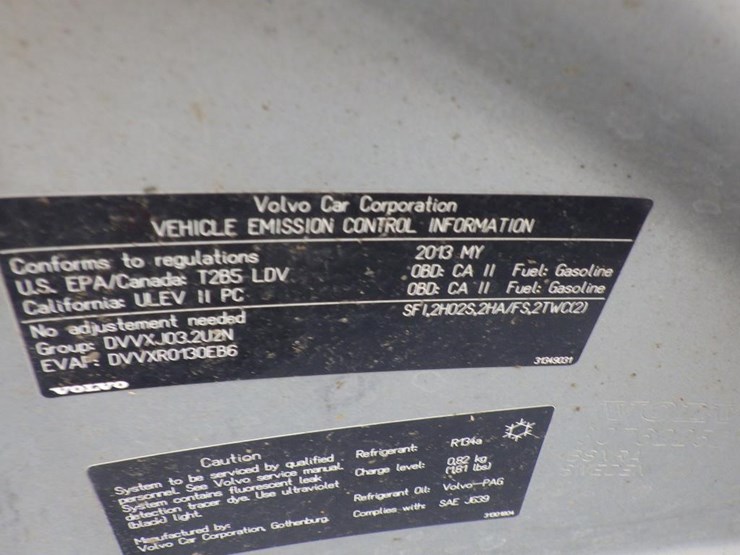 Volvo Car Corporation
VEHICLE EMISSION CONTROL INFORMATION
Conforms to regulations 2013 MY
U.S. EPA/Canada: T2B5 LDV OBD: CA II Fuel: Gasoline
California: ULEV II PC OBD: CA II Fuel: Gasoline
No adjustement needed SFI,2HO2S,2HA/FS,2TWC(2)
Group: DVVXJ03.2U2N
EVAP: DVVXR0130EB6 31349031
VOLVO
Caution
System to be serviced by qualified
personnel. See Volvo service manual.
System contains fluorescent leak
detection tracer dye. Use ultraviolet
(black) light.
Manufactured by:
Volvo Car Corporation, Gothenburg.
Refrigerant: R134a
Charge level: 0,82 kg
(1,81 lbs)
Refrigerant Oil: Volvo-PAG
Complies with: SAE J639
SWEDEN